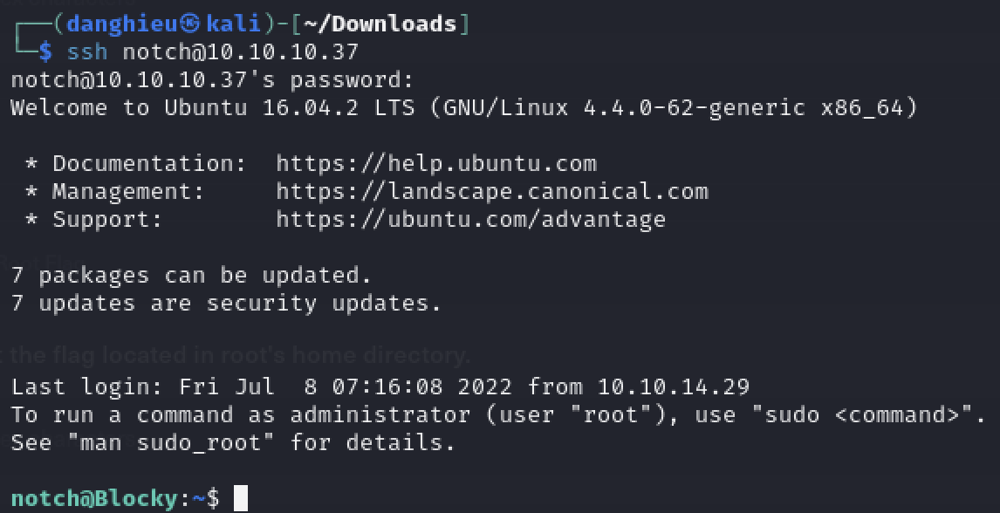 ┌──(danghieu㉿kali)-[~/Downloads]
└─$ ssh notch@10.10.10.37
notch@10.10.10.37's password:
Welcome to Ubuntu 16.04.2 LTS (GNU/Linux 4.4.0-62-generic x86_64)
* Documentation:  https://help.ubuntu.com
* Management:     https://landscape.canonical.com
* Support:        https://ubuntu.com/advantage
7 packages can be updated.
7 updates are security updates.
the flag located in root's home directory.
Last login: Fri Jul  8 07:16:08 2022 from 10.10.14.29
To run a command as administrator (user "root"), use "sudo <command>".
See "man sudo_root" for details.
notch@Blocky:~$